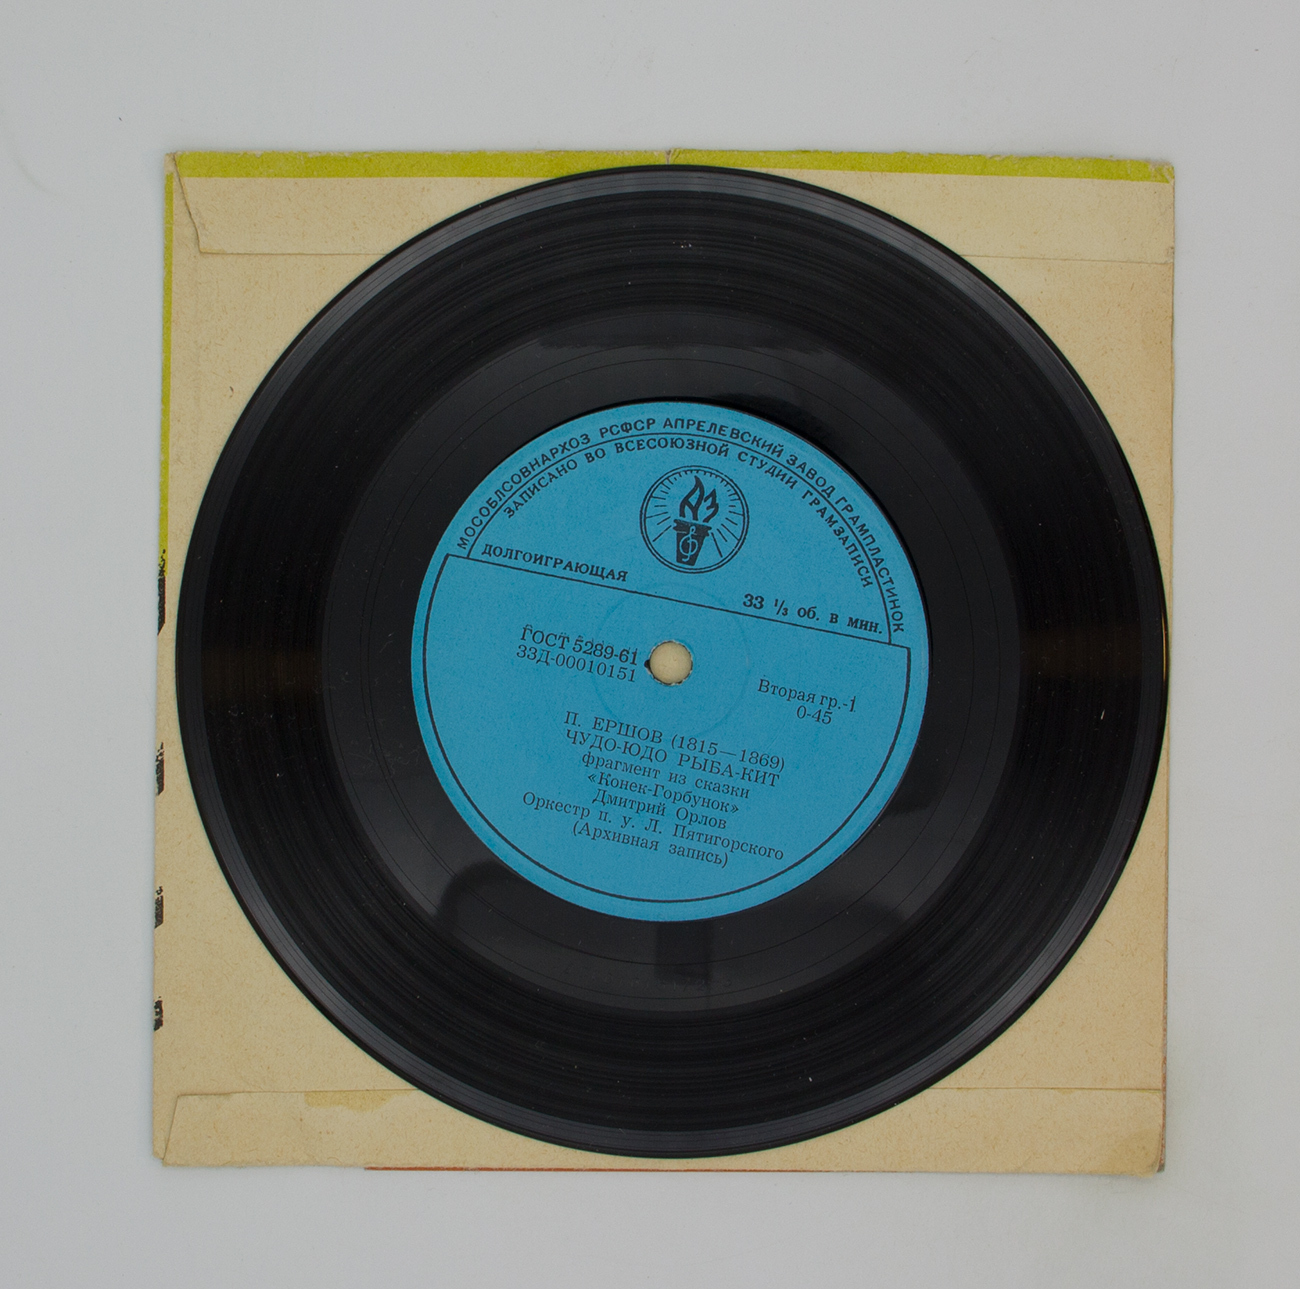 МОСОБЛСОВНАРХОЗ РСФСР АПРЕЛЕВСКИЙ ЗАВОД ГРАМПЛАСТИНОК
ЗАПИСАНО ВО ВСЕСОЮЗНОЙ СТУДИИ ГРАМЗАПИСИ
АЗ
ДОЛГОИГРАЮЩАЯ
33 ⅓ об. в мин.
ГОСТ 5289-61
33Д-00010151
Вторая гр.-1
0-45
П. ЕРШОВ (1815—1869)
ЧУДО-ЮДО РЫБА-КИТ
фрагмент из сказки
«Конек-Горбунок»
Дмитрий Орлов
Оркестр п. у. Л. Пятигорского
(Архивная запись)